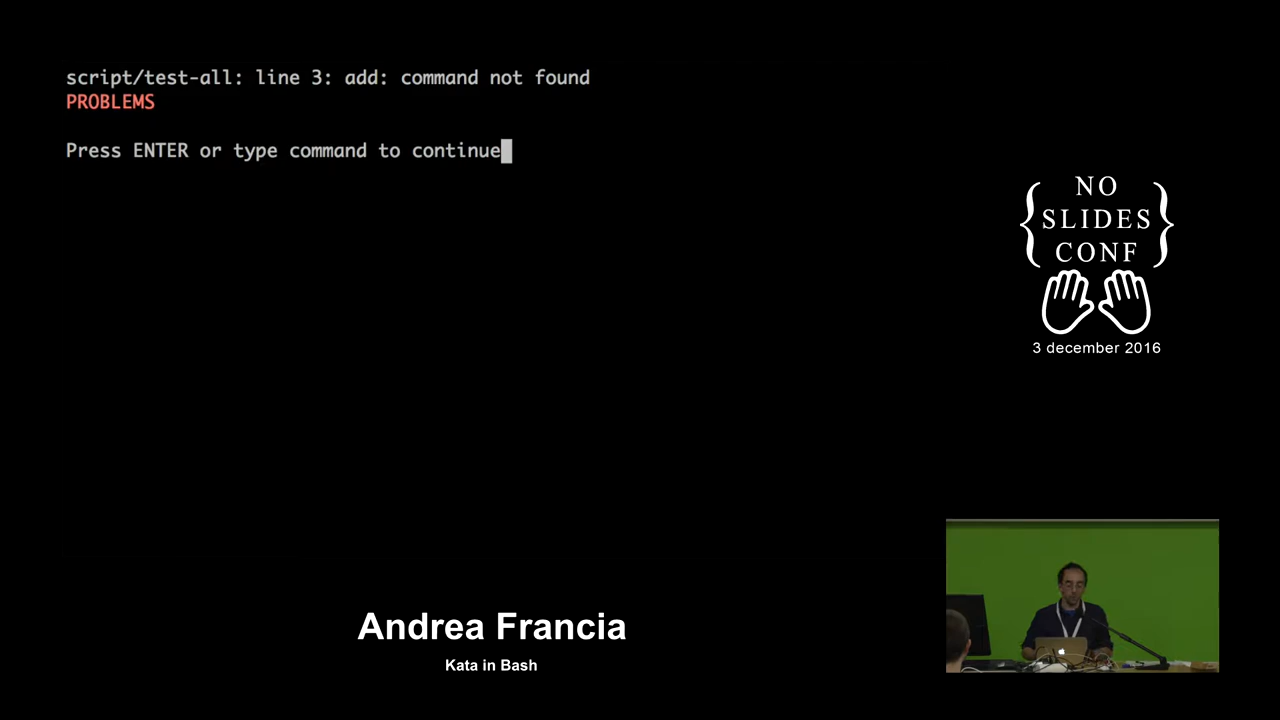 script/test-all: line 3: add: command not found
PROBLEMS
Press ENTER or type command to continue
{ NO
SLIDES
CONF }
3 december 2016
Andrea Francia
Kata in Bash